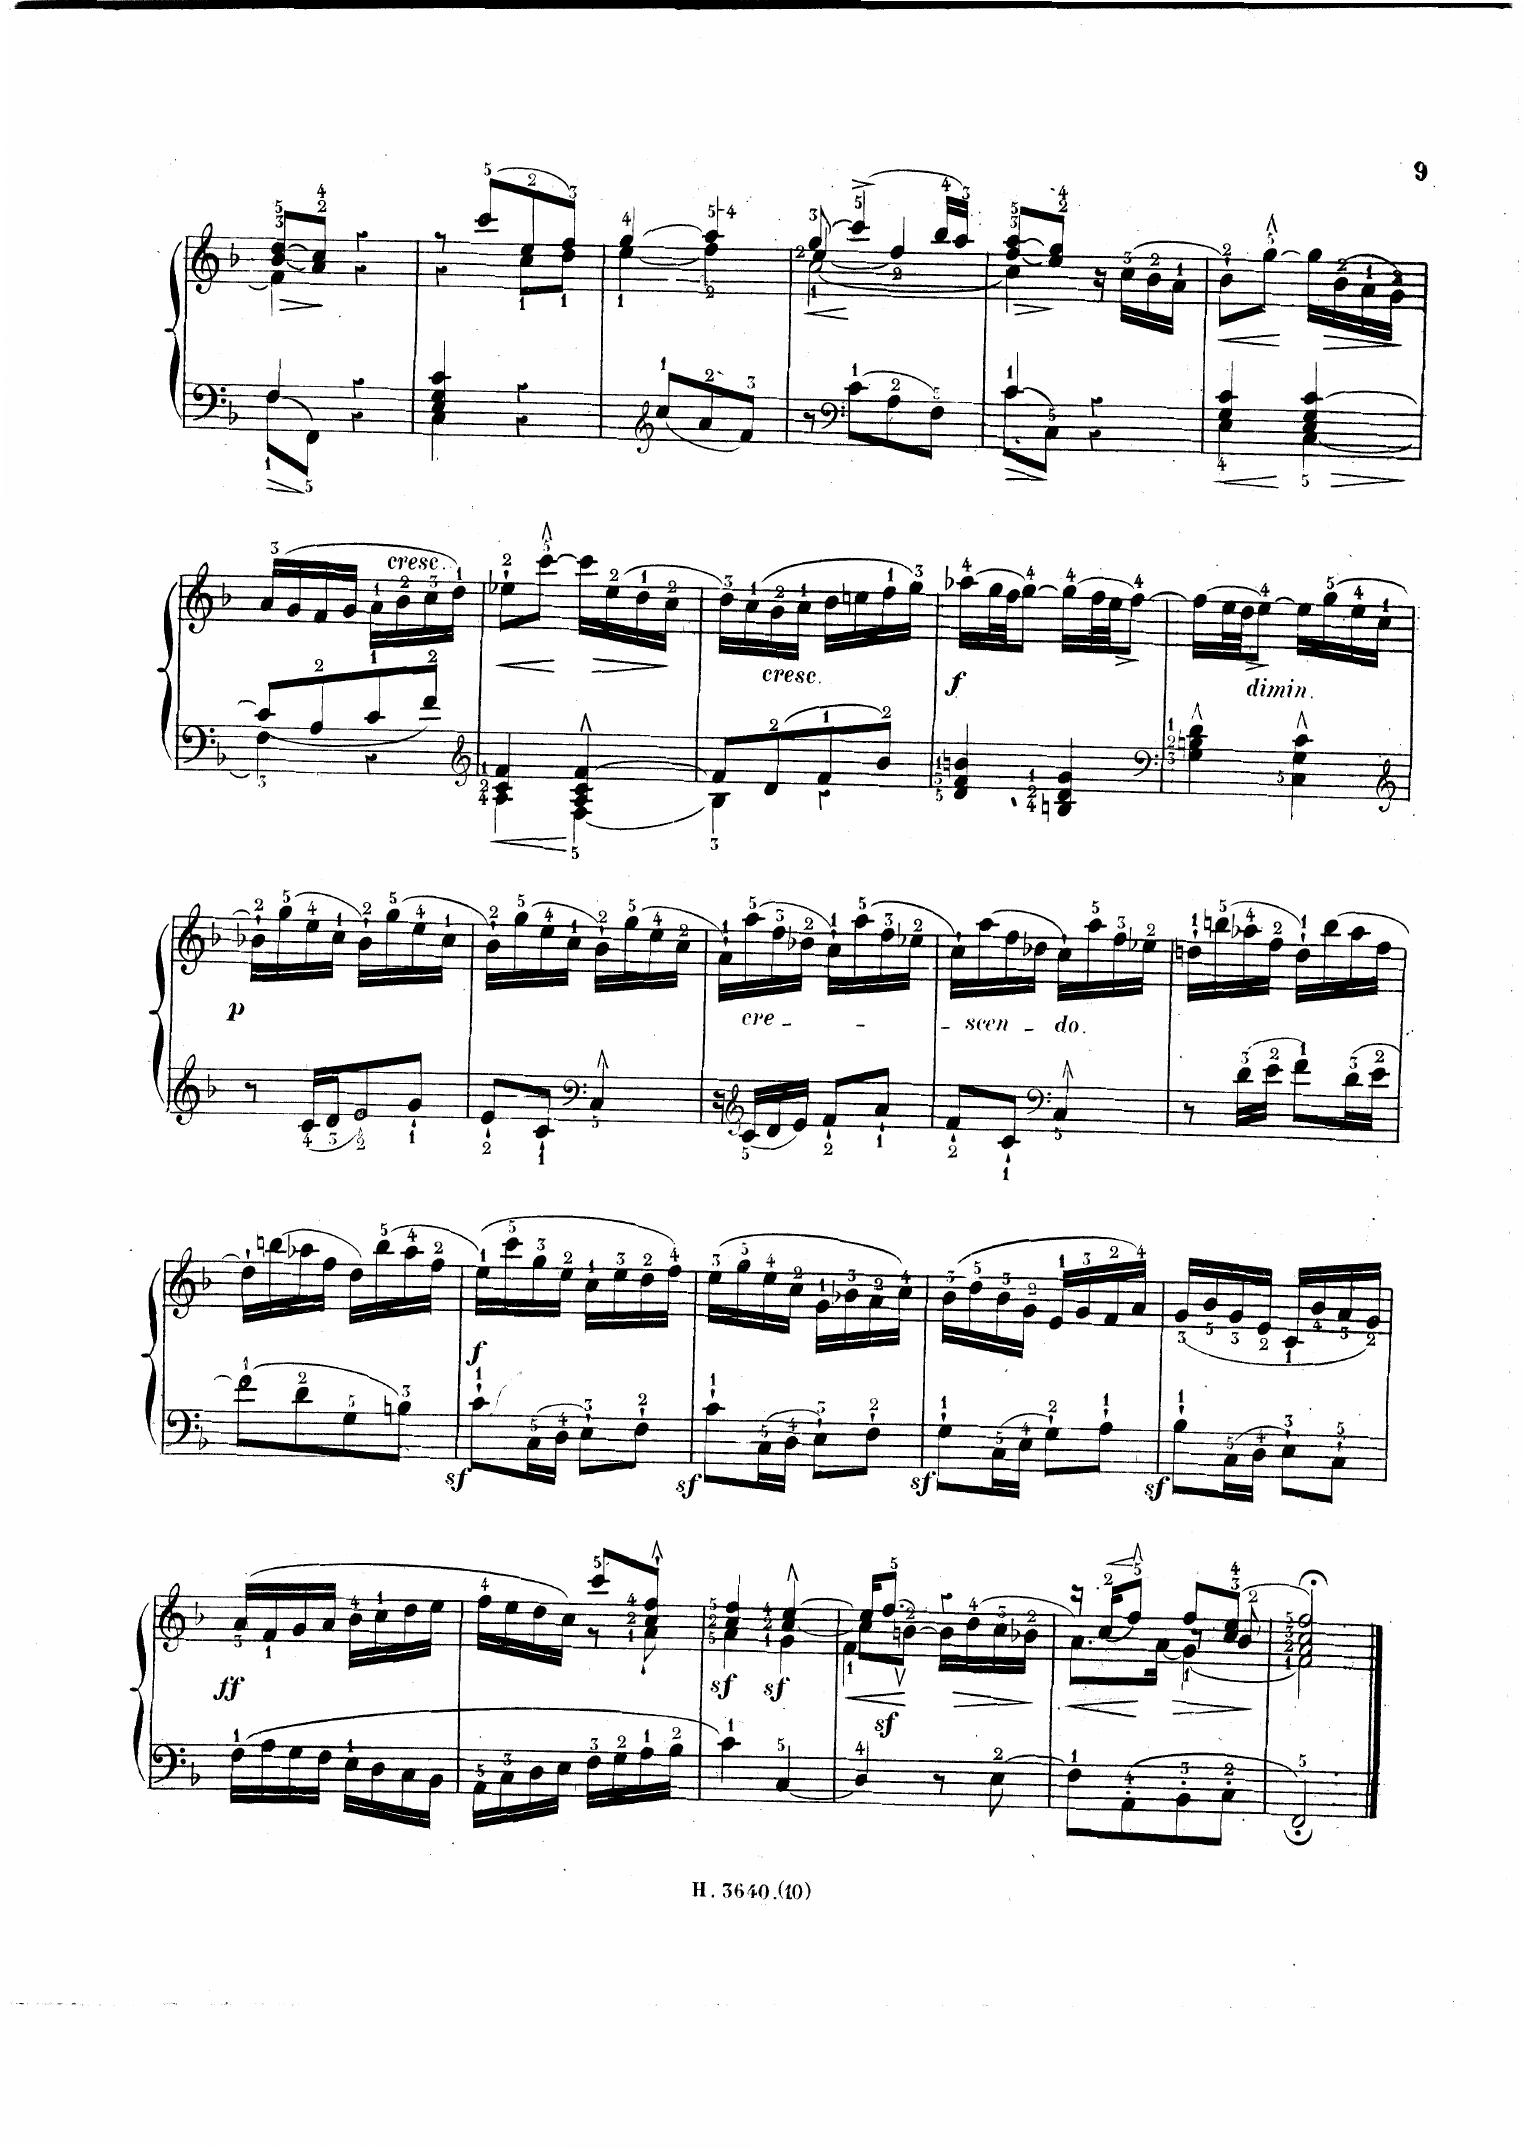 9
cresc.
cresc.
f
dimin.
p
cre - - - scen - do.
f
sf sf sf sf
ff
sf sf
sf
H. 3640.(10)